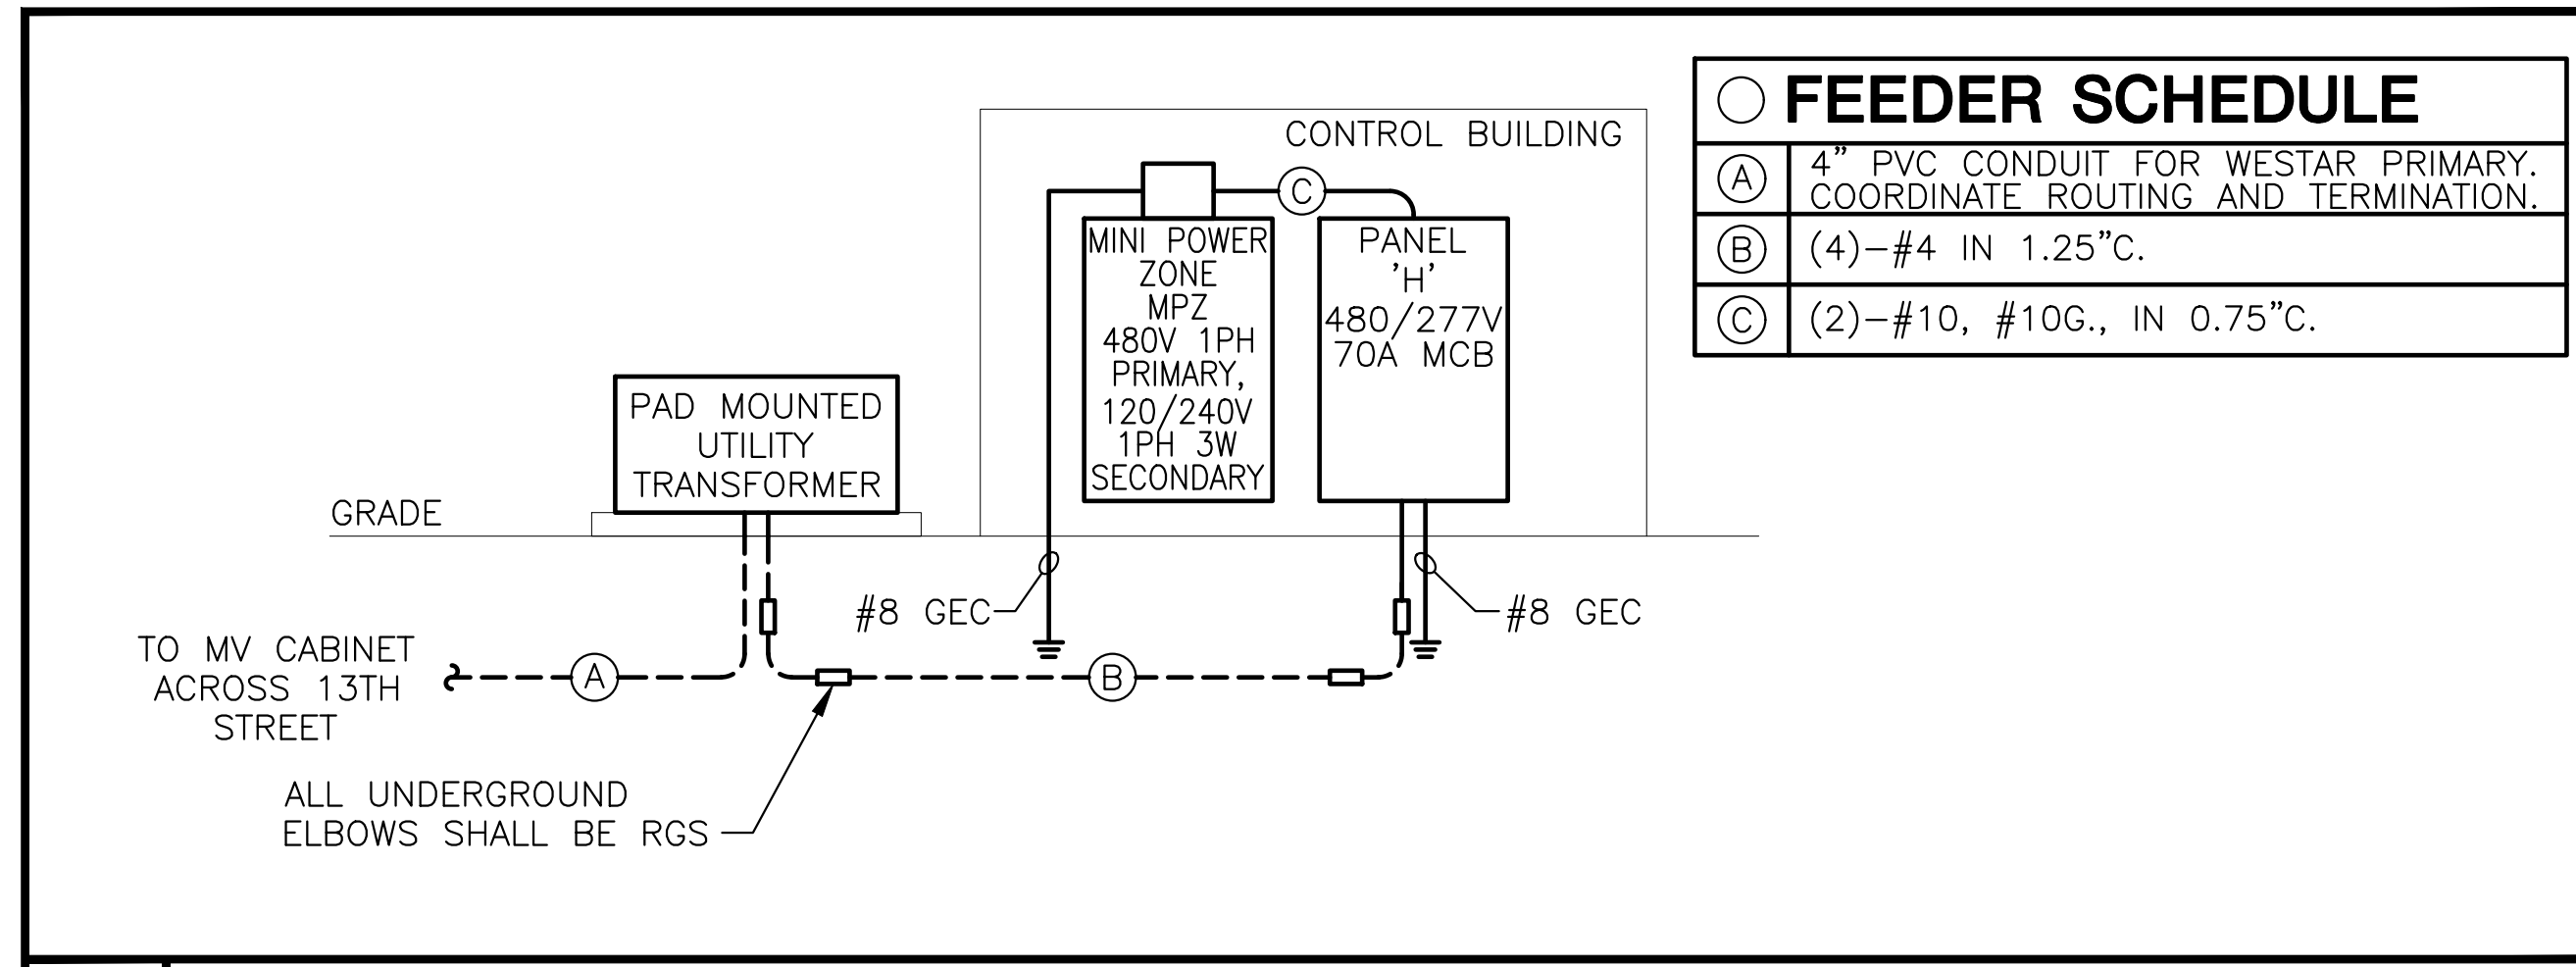 CONTROL BUILDING
MINI POWER
ZONE
MPZ
480V 1PH
PRIMARY,
120/240V
1PH 3W
SECONDARY
C
PANEL
'H'
480/277V
70A MCB
PAD MOUNTED
UTILITY
TRANSFORMER
GRADE
#8 GEC
#8 GEC
TO MV CABINET
ACROSS 13TH
STREET
A
B
ALL UNDERGROUND
ELBOWS SHALL BE RGS
FEEDER SCHEDULE
A
4” PVC CONDUIT FOR WESTAR PRIMARY.
COORDINATE ROUTING AND TERMINATION.
B
(4)–#4 IN 1.25”C.
C
(2)–#10, #10G., IN 0.75”C.